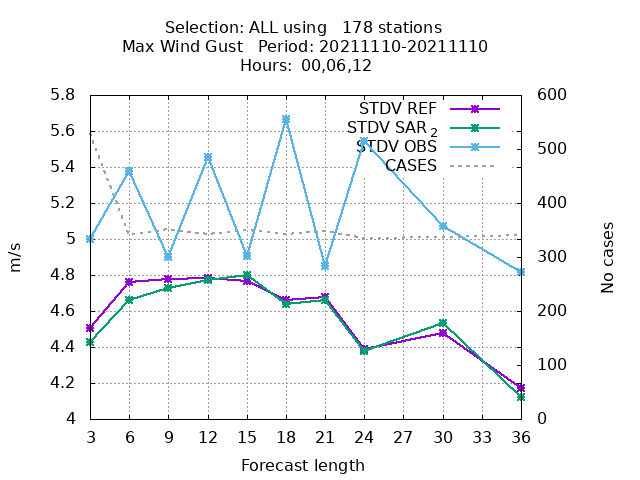 Selection: ALL using 178 stations
Max Wind Gust Period: 20211110-20211110
Hours: 00,06,12
5.8
5.6
5.4
5.2
5
4.8
4.6
4.4
4.2
4
m/s
600
500
400
300
200
100
0
No cases
STDV REF
STDV SAR 2
STDV OBS
CASES
3 6 9 12 15 18 21 24 27 30 33 36
Forecast length